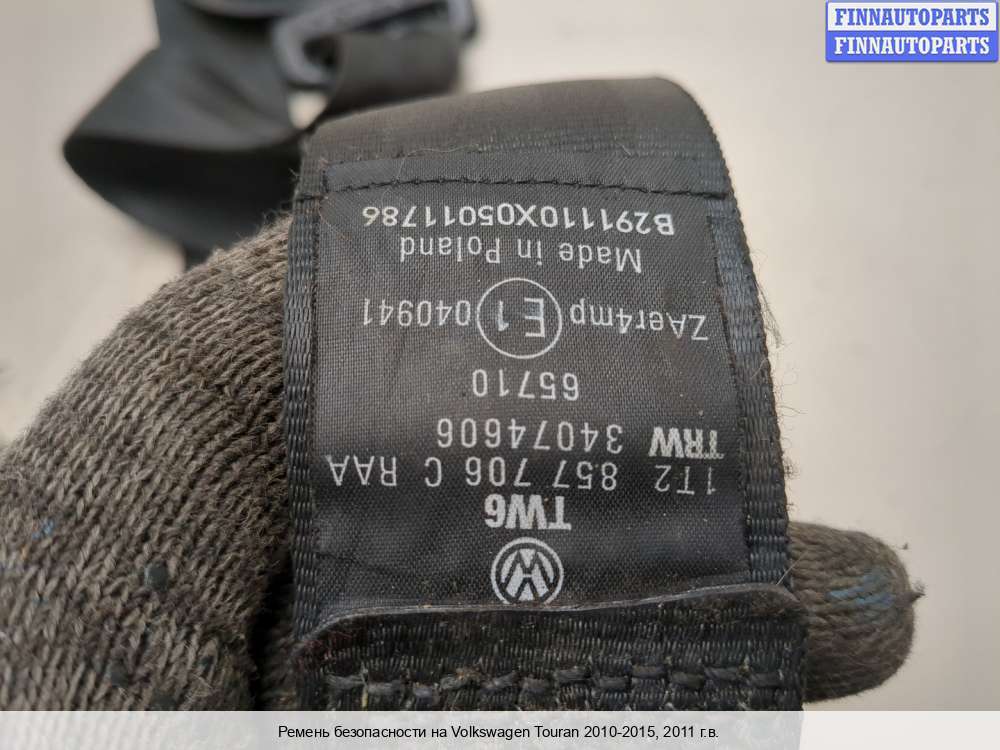 FINNAUTOPARTS
FINNAUTOPARTS
TW6
1T2 857 706 C RAA
TRW 34074606
65710
ZAer4mp E1 040941
Made in Poland
B291110X05011786
Ремень безопасности на Volkswagen Touran 2010-2015, 2011 г.в.